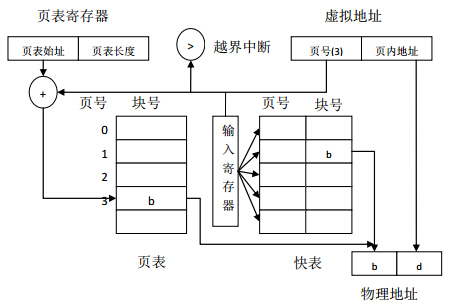 页表寄存器
虚拟地址
页表始址 页表长度
>
越界中断
页号(3) 页内地址
+
页号 块号
页号 块号
输入寄存器
0
1
b
2
3
b
页表
快表
b d
物理地址